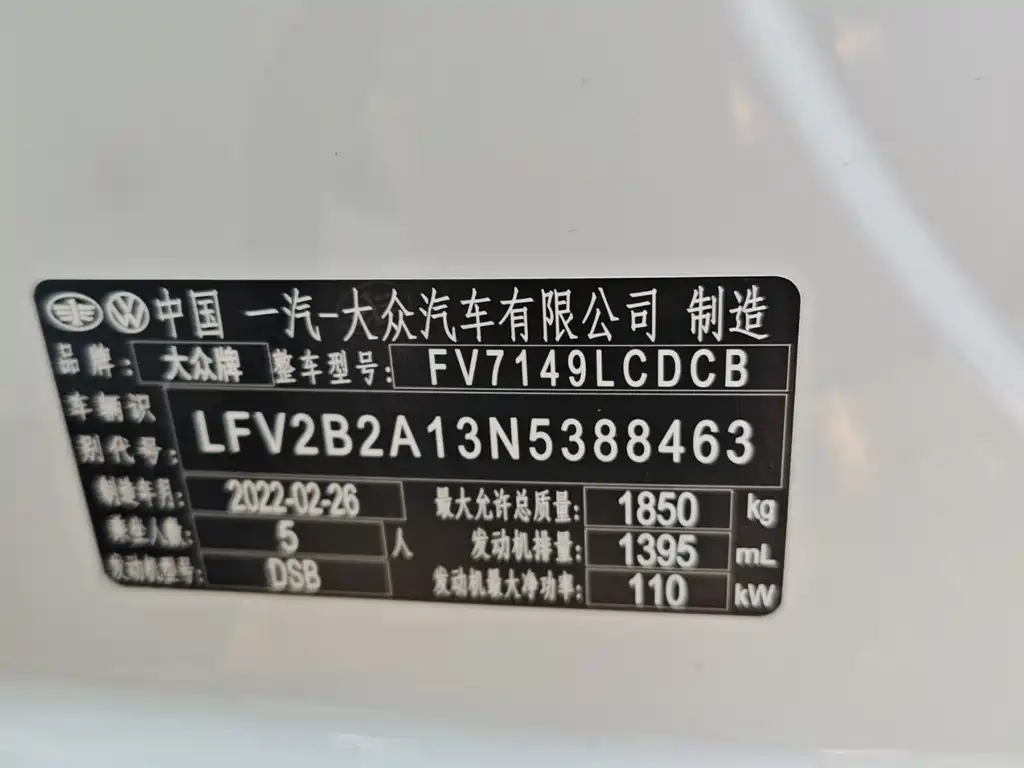 中国 一汽-大众汽车有限公司 制造
品牌: 大众牌 整车型号: FV7149LCDCB
车辆识别代号: LFV2B2A13N5388463
制造年月: 2022-02-26 最大允许总质量: 1850 kg
乘坐人数: 5 人 发动机排量: 1395 mL
发动机型号: DSB 发动机最大净功率: 110 kW